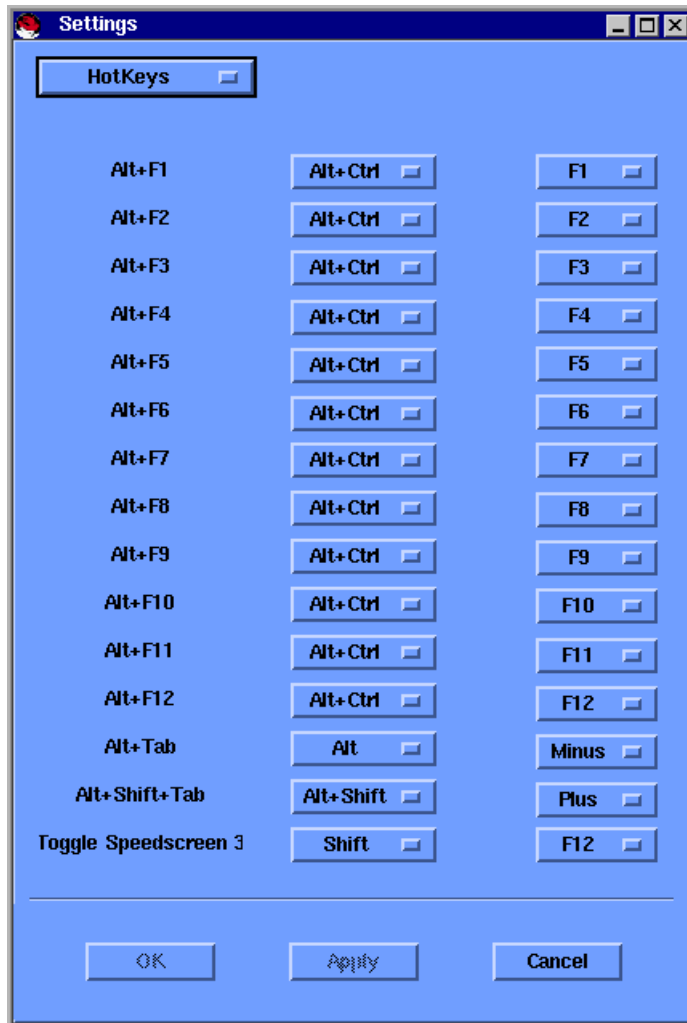 Settings
HotKeys
Alt+F1 Alt+Ctrl F1
Alt+F2 Alt+Ctrl F2
Alt+F3 Alt+Ctrl F3
Alt+F4 Alt+Ctrl F4
Alt+F5 Alt+Ctrl F5
Alt+F6 Alt+Ctrl F6
Alt+F7 Alt+Ctrl F7
Alt+F8 Alt+Ctrl F8
Alt+F9 Alt+Ctrl F9
Alt+F10 Alt+Ctrl F10
Alt+F11 Alt+Ctrl F11
Alt+F12 Alt+Ctrl F12
Alt+Tab Alt Minus
Alt+Shift+Tab Alt+Shift Plus
Toggle Speedscreen 3 Shift F12
OK Apply Cancel